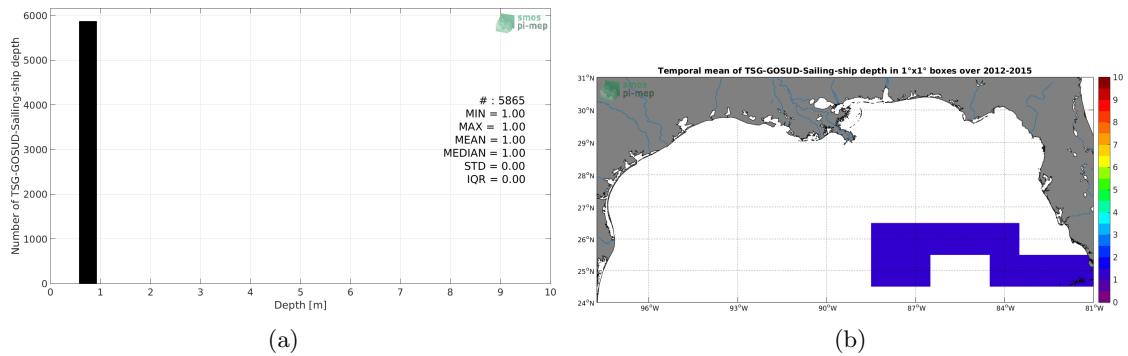 smos
pi-mep
Number of TSG-GOSUD-Sailing-ship depth
6000
5000
4000
3000
2000
1000
0
# : 5865
MIN = 1.00
MAX = 1.00
MEAN = 1.00
MEDIAN = 1.00
STD = 0.00
IQR = 0.00
0 1 2 3 4 5 6 7 8 9 10
Depth [m]
(a)
Temporal mean of TSG-GOSUD-Sailing-ship depth in 1°x1° boxes over 2012-2015
smos
pi-mep
31°N
30°N
29°N
28°N
27°N
26°N
25°N
24°N
96°W 93°W 90°W 87°W 84°W 81°W
10
9
8
7
6
5
4
3
2
1
0
(b)